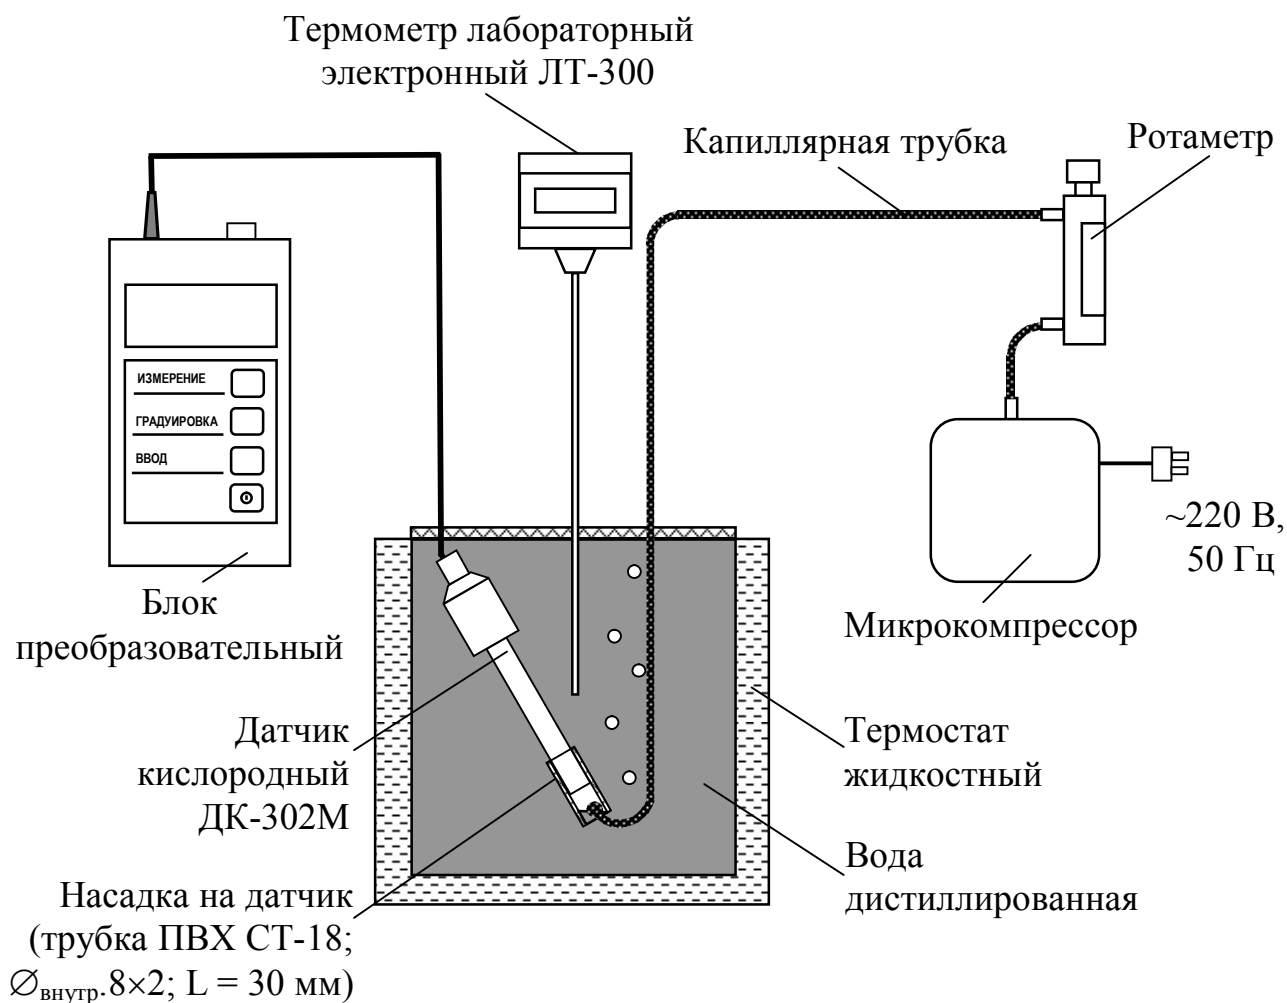 Термометр лабораторный
электронный ЛТ-300
Капиллярная трубка
Ротаметр
ИЗМЕРЕНИЕ
ГРАДУИРОВКА
ВВОД
~220 В,
50 Гц
Блок
преобразовательный
Микрокомпрессор
Датчик
кислородный
ДК-302М
Термостат
жидкостный
Вода
дистиллированная
Насадка на датчик
(трубка ПВХ СТ-18;
∅внутр.8×2; L = 30 мм)